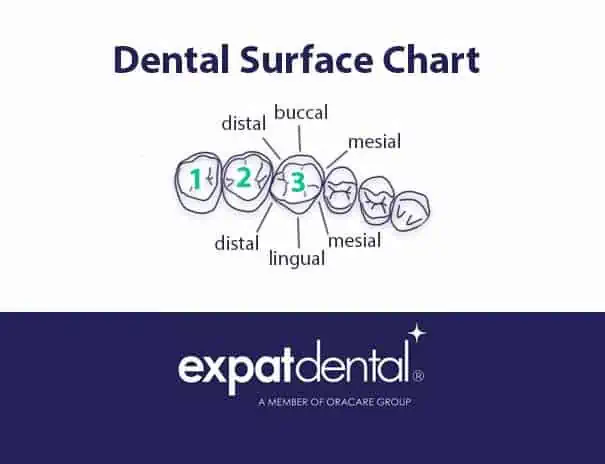 Dental Surface Chart
buccal
distal
mesial
1 2 3
distal
mesial
lingual
expatdental®
A MEMBER OF ORACARE GROUP